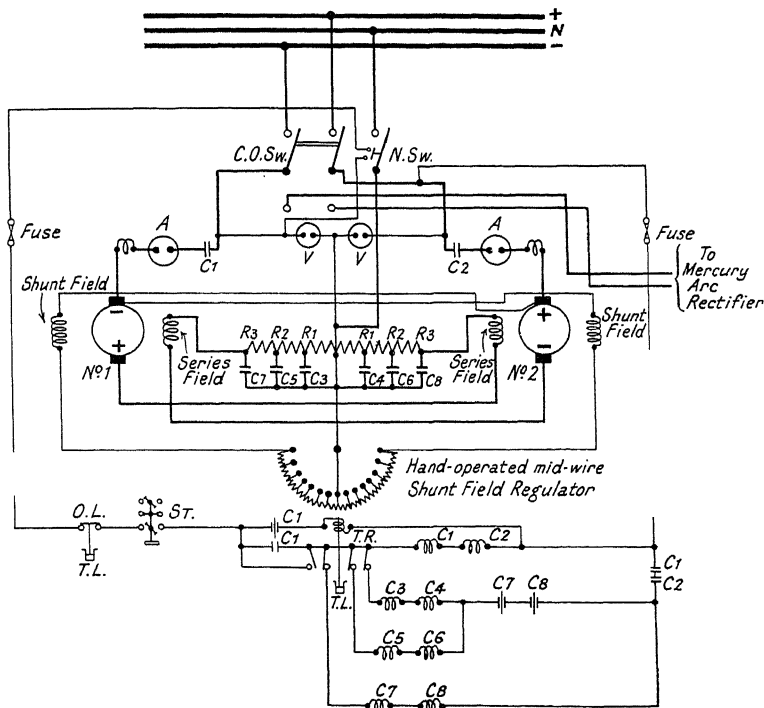 +
N
−
C.O.Sw.
N.Sw.
Fuse
A
C1
V
V
C2
A
Fuse
To
Mercury
Arc
Rectifier
Shunt Field
Shunt
Field
−
+
Nº1
Series
Field
R3 R2 R1 R1 R2 R3
C7 C5 C3 C4 C6 C8
Series
Field
+
−
Nº2
Hand-operated mid-wire
Shunt Field Regulator
O.L.
T.L.
ST.
C1
C1
T.R.
T.L.
C1 C2
C1
C2
C3 C4
C7 C8
C5 C6
C7 C8